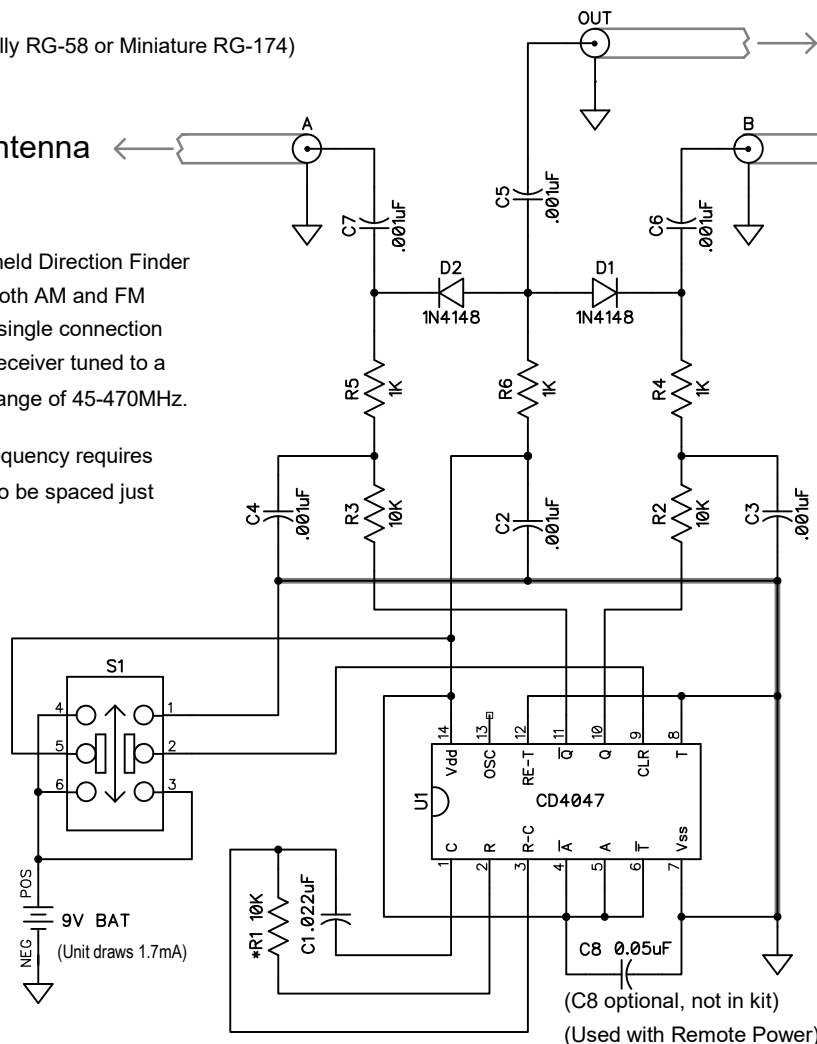 OUT
lly RG-58 or Miniature RG-174)
A
B
ntenna
C5
.001uF
C7
.001uF
C6
.001uF
held Direction Finder
oth AM and FM
single connection
eceiver tuned to a
ange of 45-470MHz.
D2
1N4148
D1
1N4148
R5
1K
R6
1K
R4
1K
equency requires
o be spaced just
C4
.001uF
R3
10K
C2
.001uF
R2
10K
C3
.001uF
S1
4
1
5
2
6
3
14
13
12
11
10
9
8
Vdd
OSC
RE-T
Q
Q
CLR
T
U1
CD4047
C
R
R-C
A
A
T
Vss
1
2
3
4
5
6
7
POS
9V BAT
NEG
(Unit draws 1.7mA)
*R1 10K
C1.022uF
C8 0.05uF
(C8 optional, not in kit)
(Used with Remote Power)